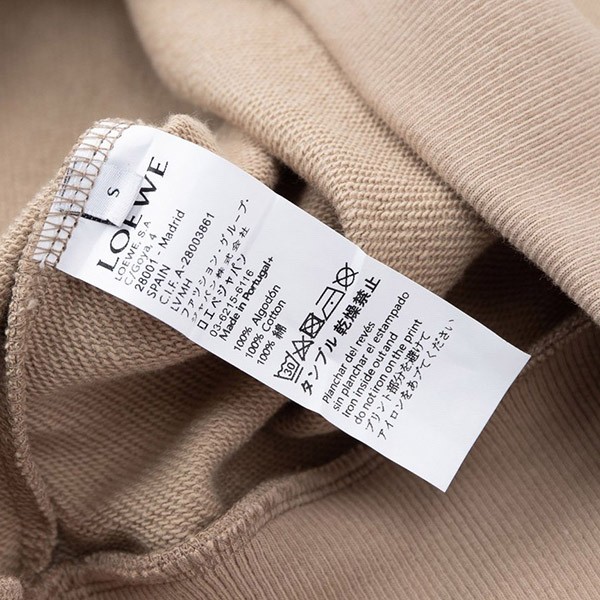 S
LOEWE
LOEWE, S.A.
C/Goya, 4
28001 - Madrid
SPAIN
C.I.F. A-28003861
LVMH ファッション・グループ・
ジャパン株式会社
ロエベジャパン
03-6215-6116
Made in Portugal+
100% Algodón
100% Cotton
100% 綿
30
タンブル 乾燥禁止
Planchar del revés
sin planchar el estampado
Iron inside out and
do not iron on the print
プリント部分を避けて
アイロンをあてください